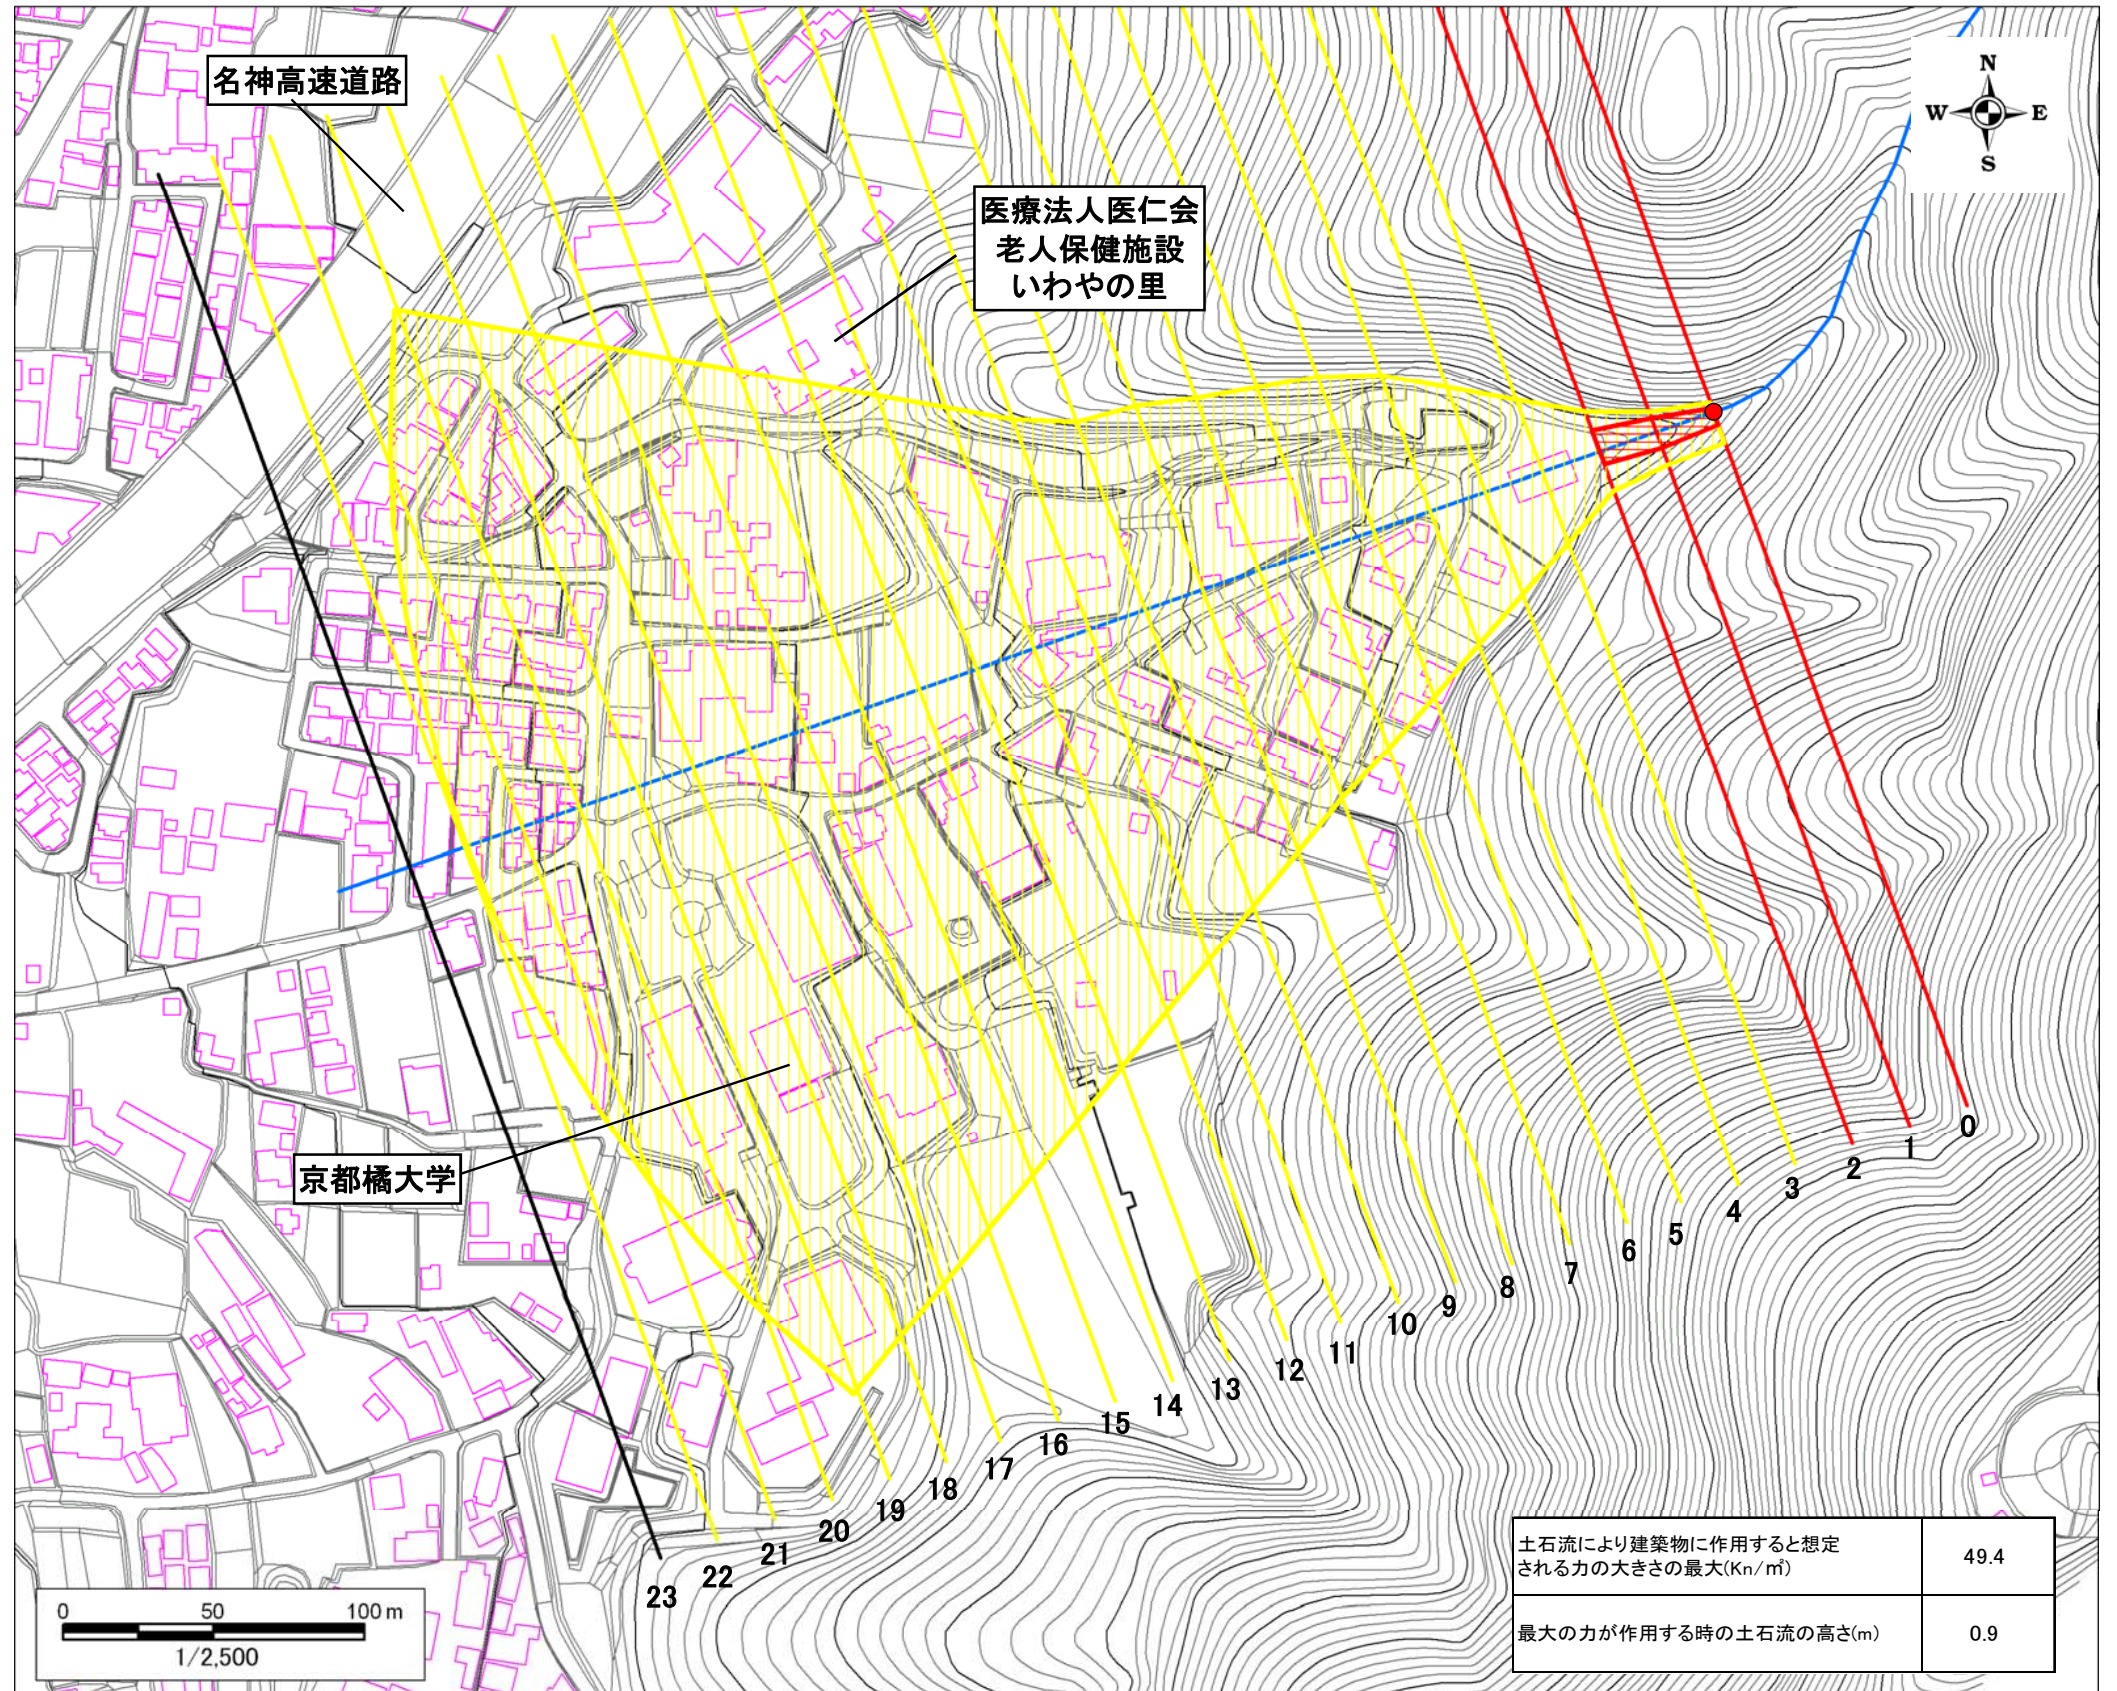 名神高速道路
N
W
E
S
医療法人医仁会
老人保健施設
いわやの里
京都橘大学
0
1
2
3
4
5
6
7
8
9
10
11
12
13
14
15
16
17
18
19
20
21
22
23
土石流により建築物に作用すると想定
される力の大きさの最大(Kn/㎡)
49.4
最大の力が作用する時の土石流の高さ(m)
0.9
0 50 100 m
1/2,500